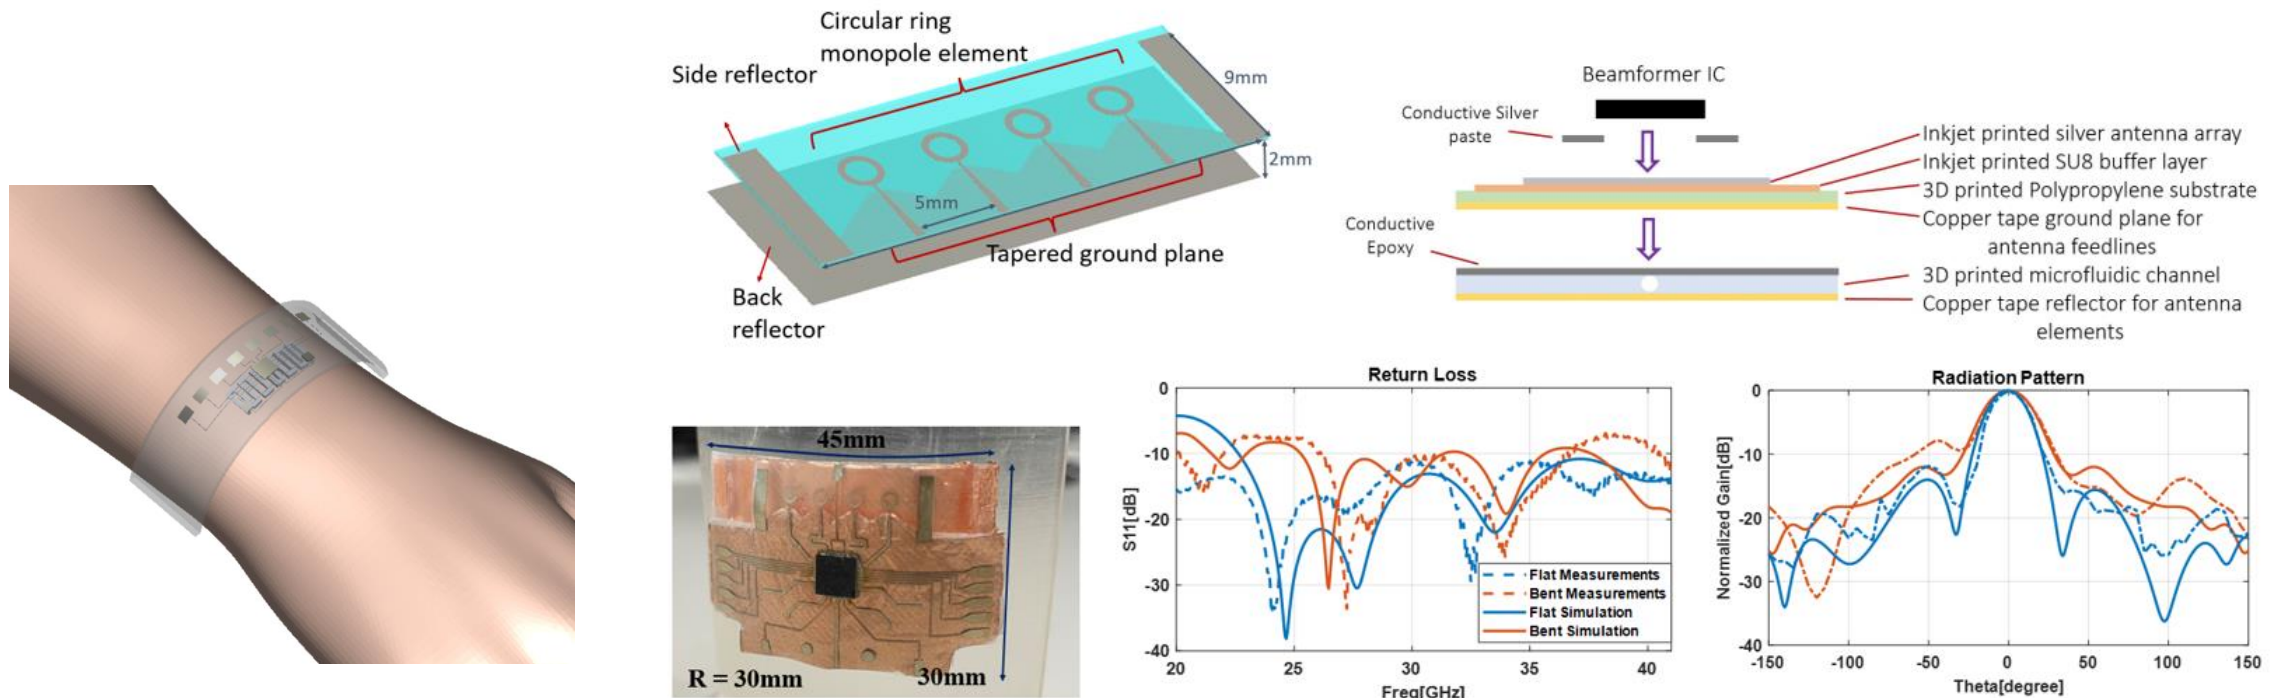 Circular ring
monopole element
Side reflector
9mm
2mm
5mm
Tapered ground plane
Back
reflector
Beamformer IC
Conductive Silver
paste
Inkjet printed silver antenna array
Inkjet printed SU8 buffer layer
3D printed Polypropylene substrate
Copper tape ground plane for
antenna feedlines
Conductive
Epoxy
3D printed microfluidic channel
Copper tape reflector for antenna
elements
45mm
R = 30mm
30mm
Return Loss
0
-10
-20
-30
-40
S11[dB]
20
25
30
35
40
Freq[GHz]
Flat Measurements
Bent Measurements
Flat Simulation
Bent Simulation
Radiation Pattern
0
-10
-20
-30
-40
Normalized Gain[dB]
-150
-100
-50
0
50
100
150
Theta[degree]